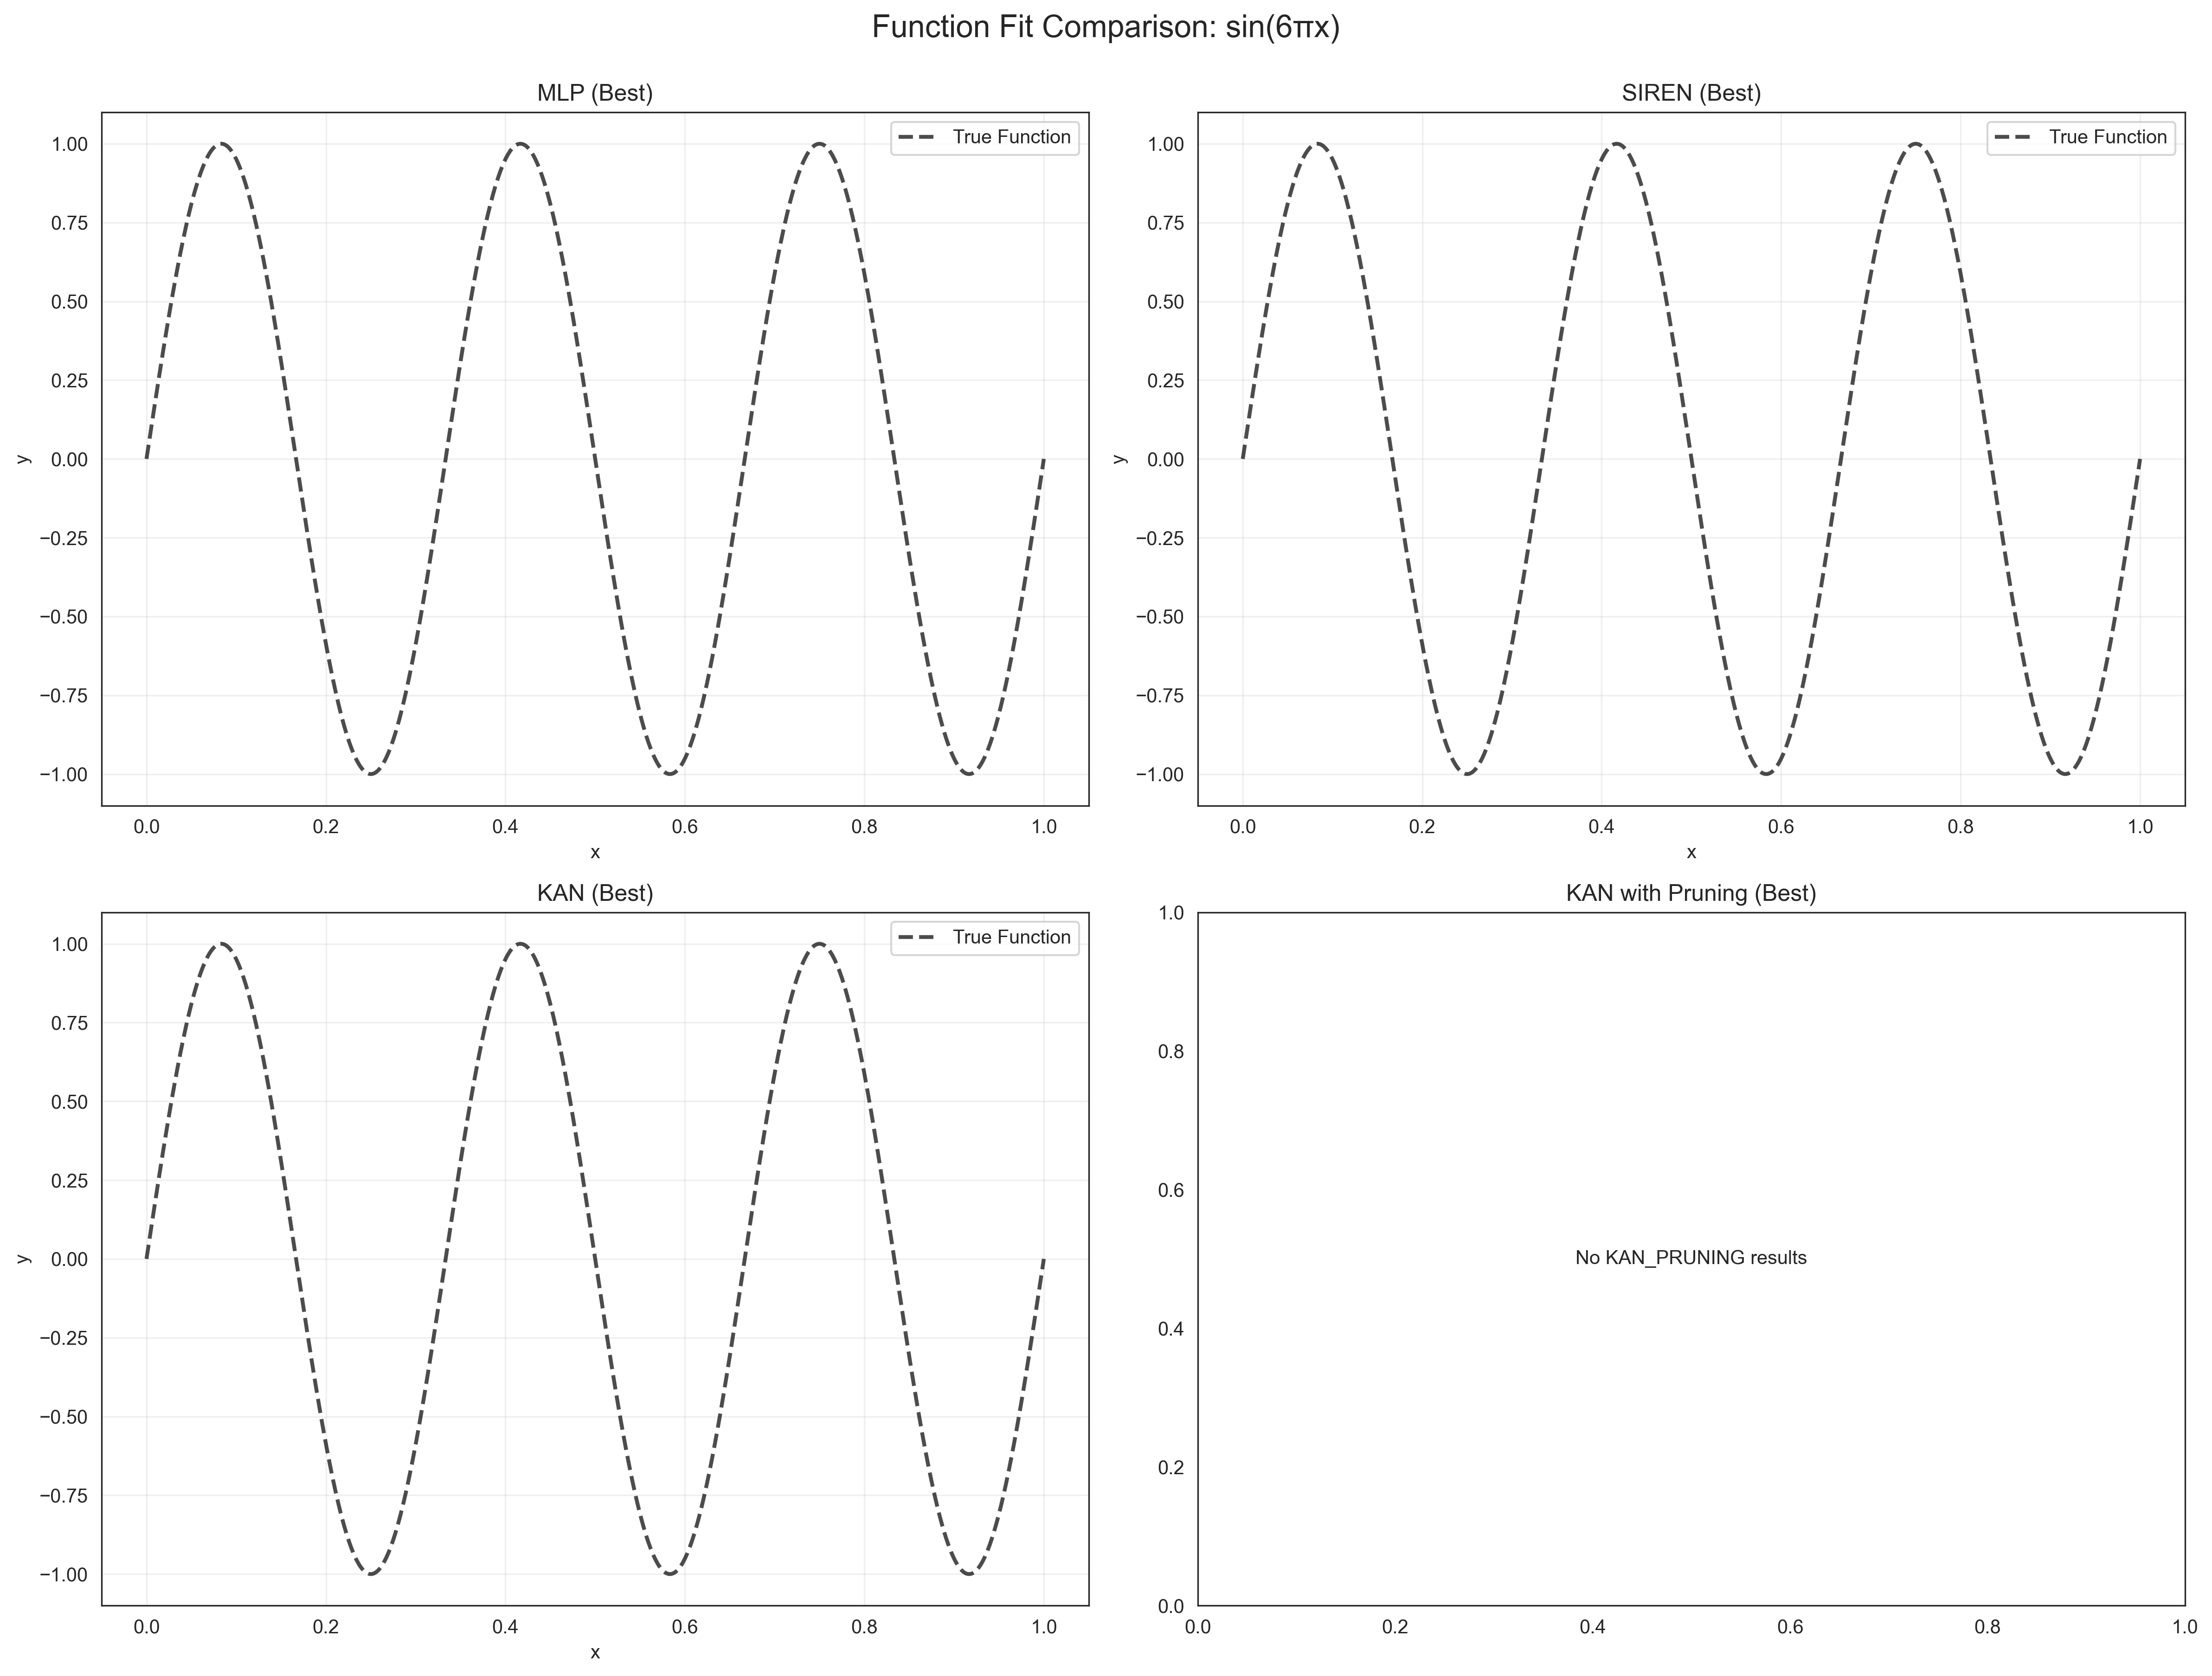 Function Fit Comparison: sin(6πx)
MLP (Best)
True Function
1.00
0.75
0.50
0.25
0.00
−0.25
−0.50
−0.75
−1.00
y
0.0 0.2 0.4 0.6 0.8 1.0
x
SIREN (Best)
True Function
1.00
0.75
0.50
0.25
0.00
−0.25
−0.50
−0.75
−1.00
y
0.0 0.2 0.4 0.6 0.8 1.0
x
KAN (Best)
True Function
1.00
0.75
0.50
0.25
0.00
−0.25
−0.50
−0.75
−1.00
y
0.0 0.2 0.4 0.6 0.8 1.0
x
KAN with Pruning (Best)
1.0
0.8
0.6
No KAN_PRUNING results
0.4
0.2
0.0
0.0 0.2 0.4 0.6 0.8 1.0